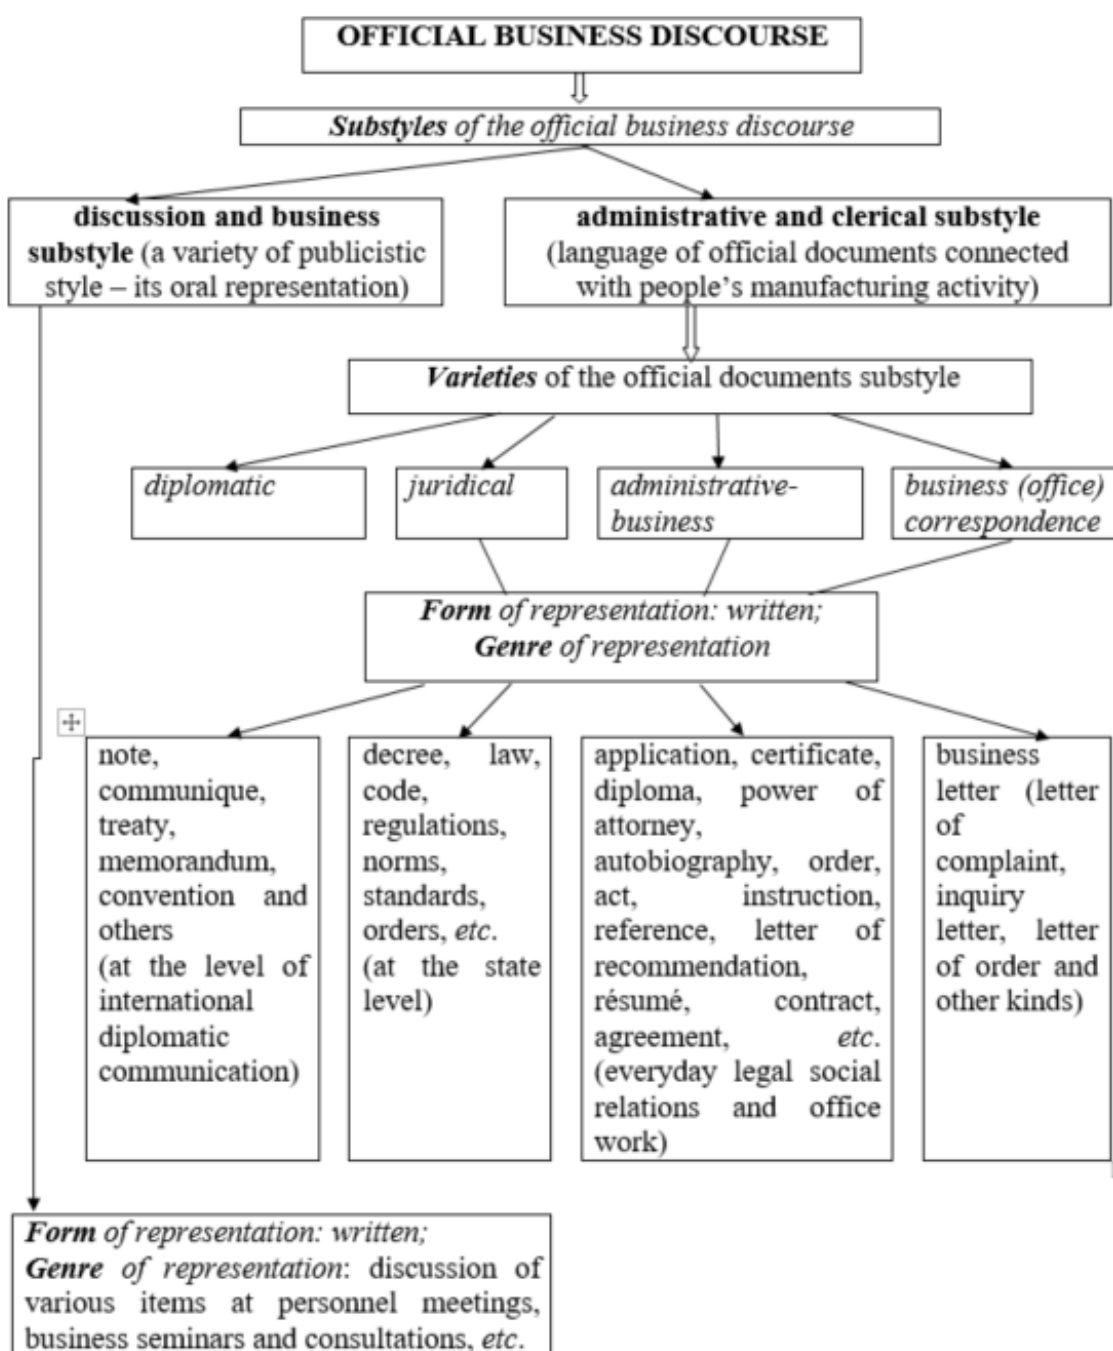 OFFICIAL BUSINESS DISCOURSE
Substyles of the official business discourse
discussion and business
substyle (a variety of publicistic
style – its oral representation)
administrative and clerical substyle
(language of official documents connected
with people’s manufacturing activity)
Varieties of the official documents substyle
diplomatic
juridical
administrative-
business
business (office)
correspondence
Form of representation: written;
Genre of representation
note,
communique,
treaty,
memorandum,
convention and
others
(at the level of
international
diplomatic
communication)
decree, law,
code,
regulations,
norms,
standards,
orders, etc.
(at the state
level)
application, certificate,
diploma, power of
attorney,
autobiography, order,
act, instruction,
reference, letter of
recommendation,
résumé, contract,
agreement, etc.
(everyday legal social
relations and office
work)
business
letter (letter
of
complaint,
inquiry
letter, letter
of order and
other kinds)
Form of representation: written;
Genre of representation: discussion of
various items at personnel meetings,
business seminars and consultations, etc.